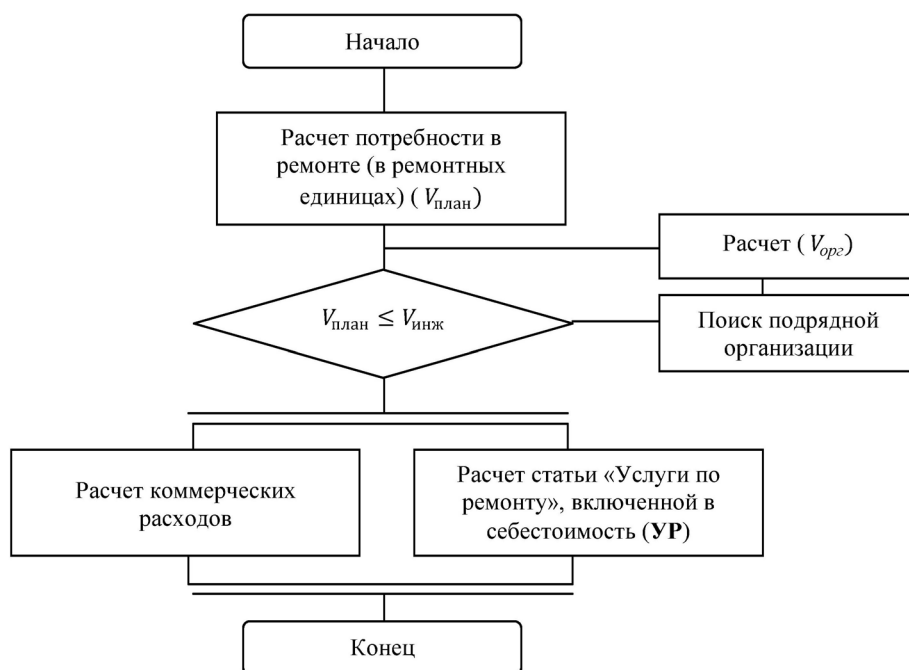 Начало
Расчет потребности в
ремонте (в ремонтных
единицах) ( Vплан)
Расчет ( Vорг)
Vплан ≤ Vинж
Поиск подрядной
организации
Расчет коммерческих
расходов
Расчет статьи «Услуги по
ремонту», включенной в
себестоимость (УР)
Конец